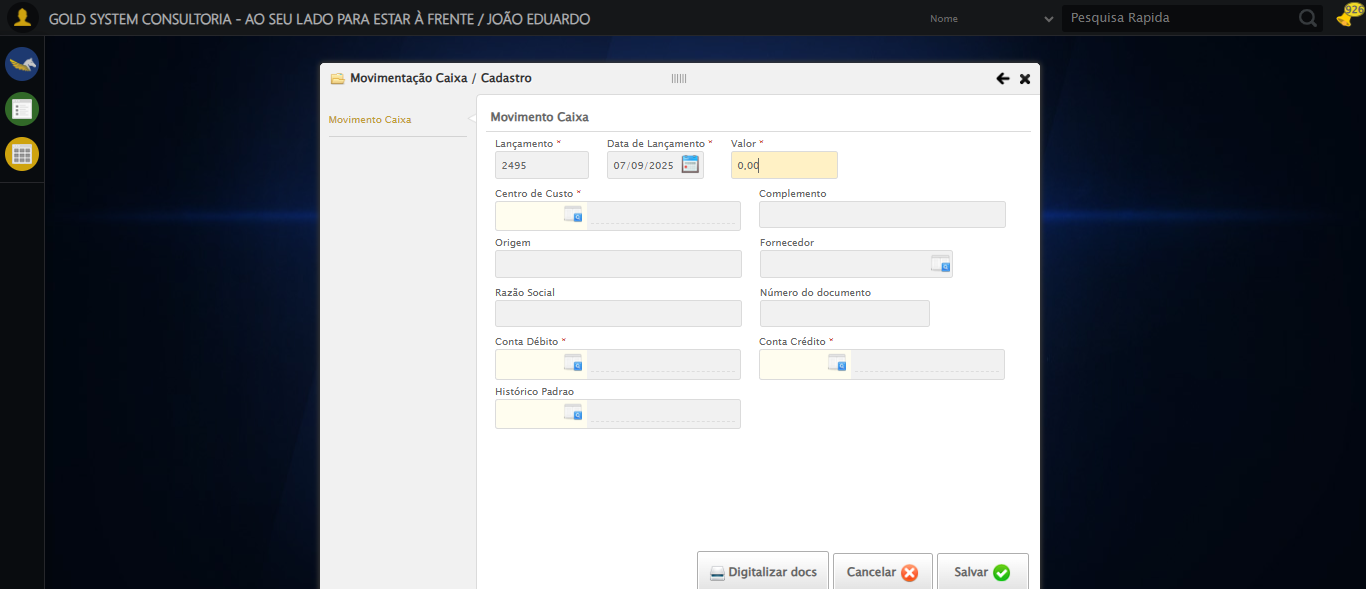 GOLD SYSTEM CONSULTORIA - AO SEU LADO PARA ESTAR À FRENTE / JOÃO EDUARDO
Nome
Pesquisa Rapida
926
Movimentação Caixa / Cadastro
Movimento Caixa
Movimento Caixa
Lançamento * Data de Lançamento * Valor *
2495 07/09/2025 0,00
Centro de Custo * Complemento
Origem Fornecedor
Razão Social Número do documento
Conta Débito * Conta Crédito *
Histórico Padrao
Digitalizar docs Cancelar Salvar